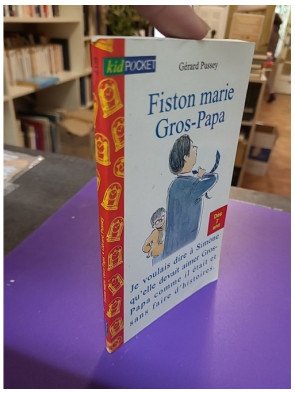 kid POCKET
Gérard Pussey
Fiston marie
Gros-Papa
Dès
7
ans
Je voulais dire à Simone
qu'elle devait aimer Gros-
Papa comme il était et
sans faire d'histoires.